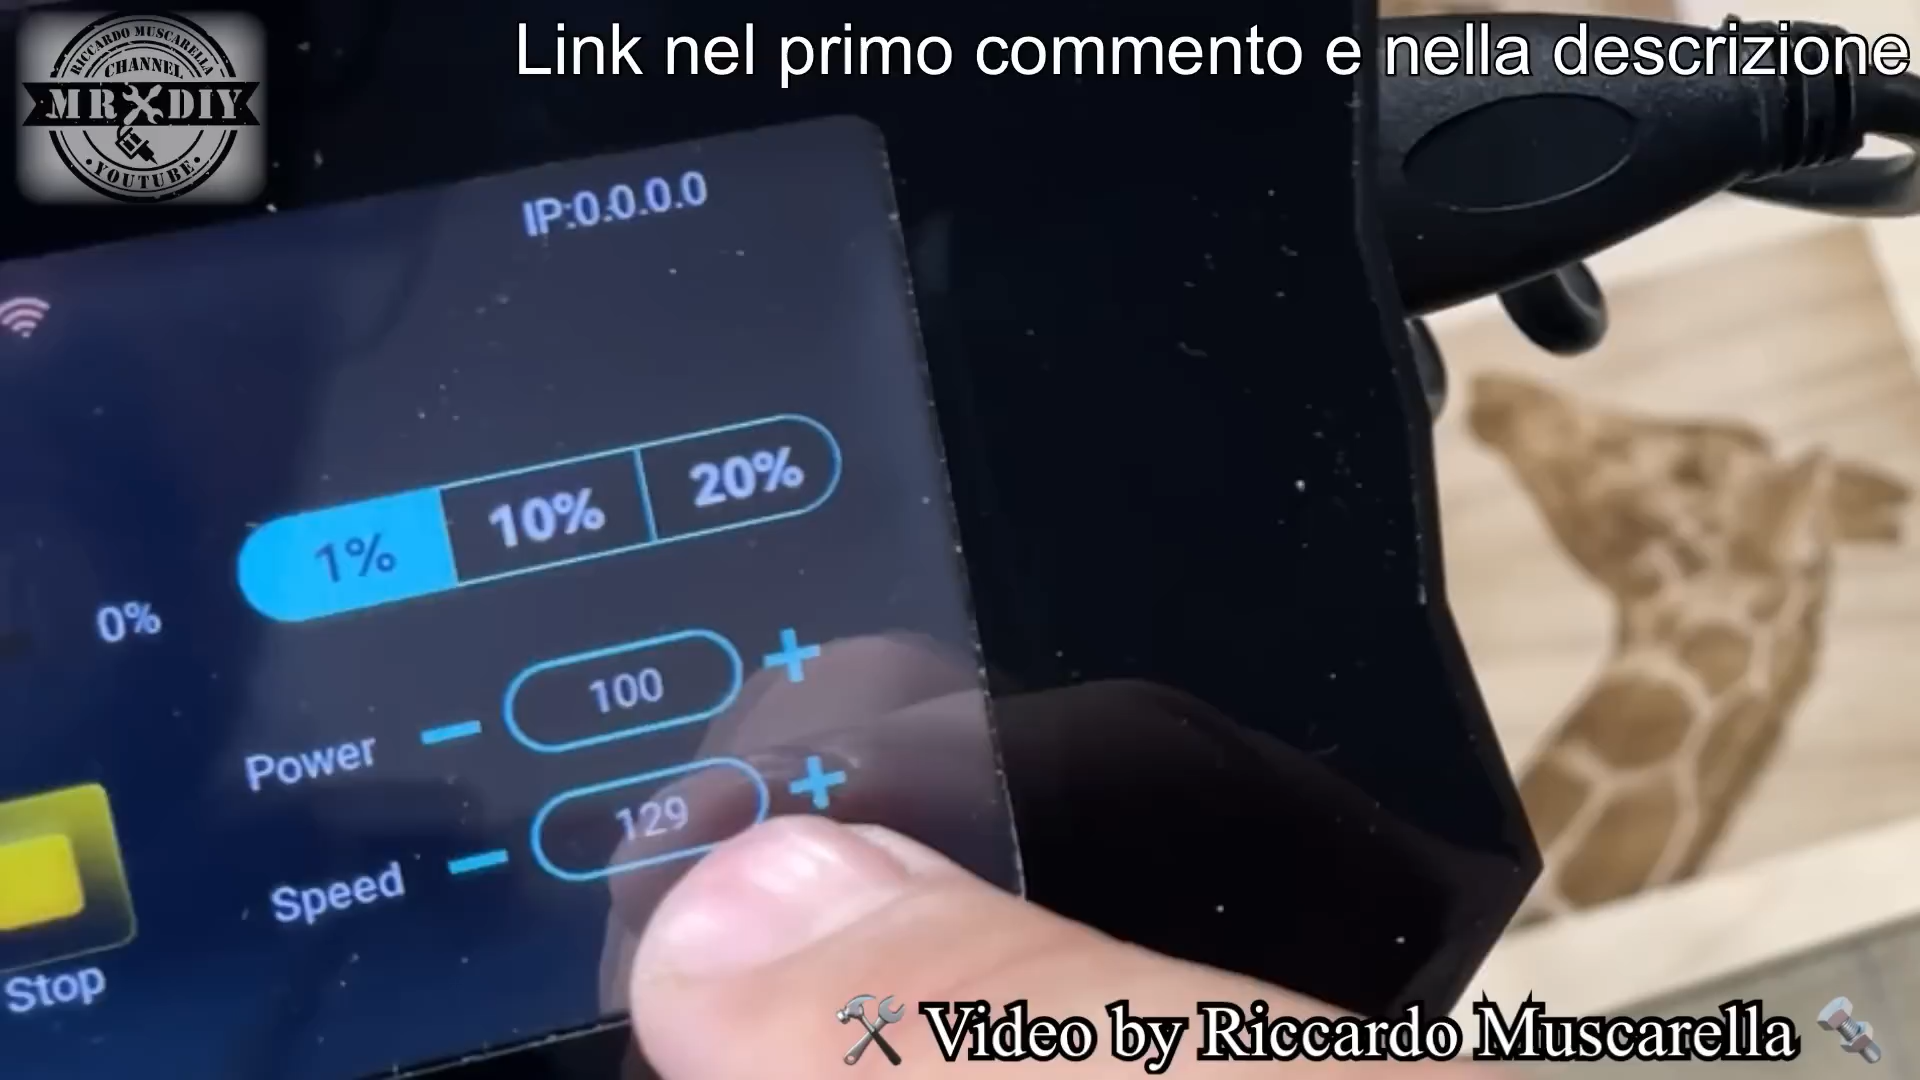 Link nel primo commento e nella descrizione
RICCARDO MUSCARELLA
CHANNEL
MR DIY
YOUTUBE
IP:0.0.0.0
1% 10% 20%
0%
Power − 100 +
Speed − 129 +
Stop
Video by Riccardo Muscarella